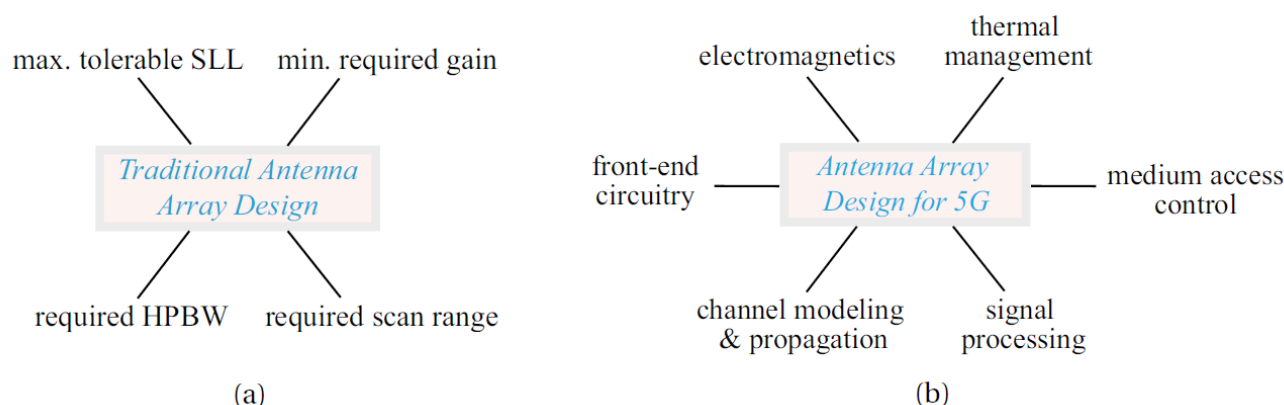 max. tolerable SLL
min. required gain
Traditional Antenna
Array Design
required HPBW
required scan range
(a)
electromagnetics
thermal
management
front-end
circuitry
Antenna Array
Design for 5G
medium access
control
channel modeling
& propagation
signal
processing
(b)